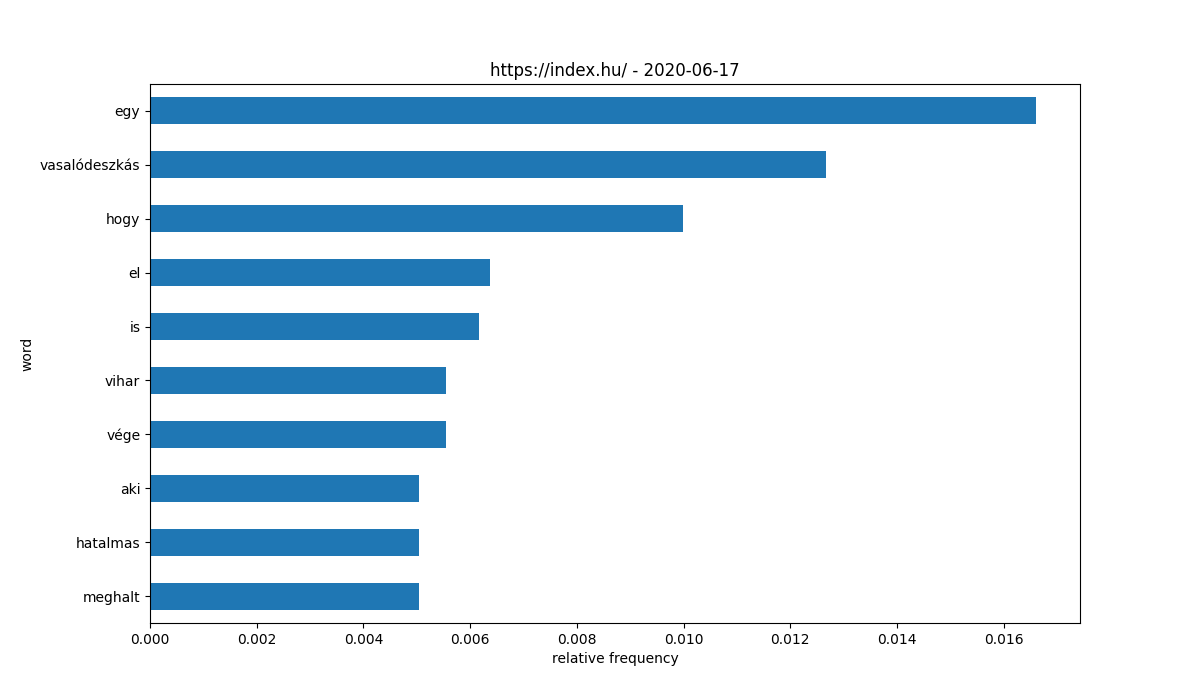 https://index.hu/ - 2020-06-17
egy
vasalódeszkás
hogy
el
is
vihar
vége
aki
hatalmas
meghalt
word
0.000 0.002 0.004 0.006 0.008 0.010 0.012 0.014 0.016
relative frequency